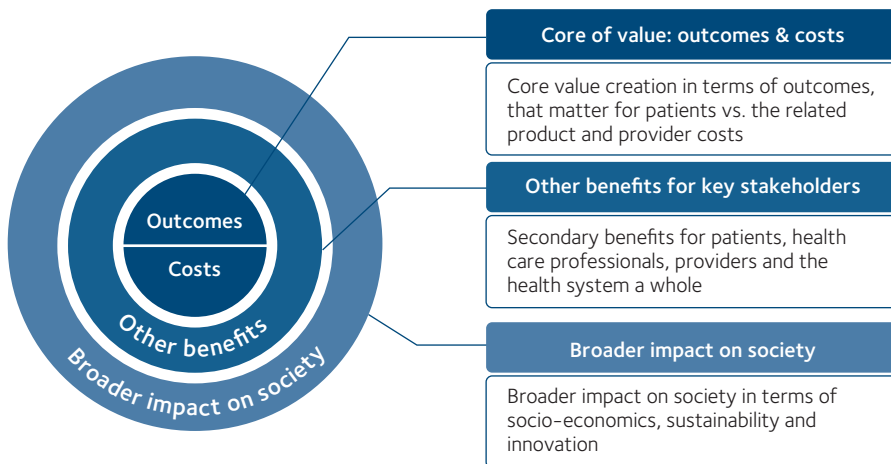 Outcomes
Costs
Other benefits
Broader impact on society
Core of value: outcomes & costs
Core value creation in terms of outcomes,
that matter for patients vs. the related
product and provider costs
Other benefits for key stakeholders
Secondary benefits for patients, health
care professionals, providers and the
health system a whole
Broader impact on society
Broader impact on society in terms of
socio-economics, sustainability and
innovation